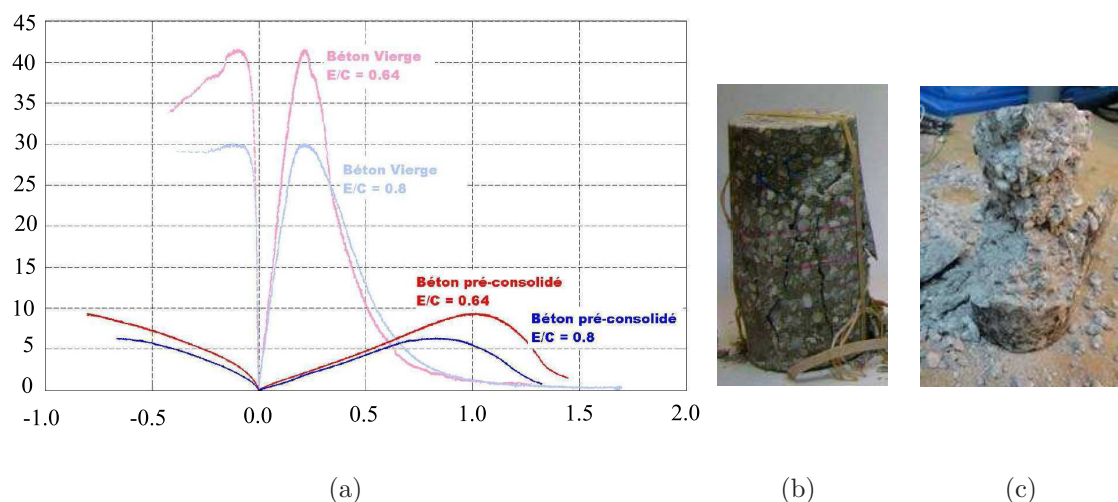 45
40
35
30
25
20
15
10
5
0
-1.0 -0.5 0.0 0.5 1.0 1.5 2.0
Béton Vierge
E/C = 0.64
Béton Vierge
E/C = 0.8
Béton pré-consolidé
E/C = 0.64
Béton pré-consolidé
E/C = 0.8
(a) (b) (c)